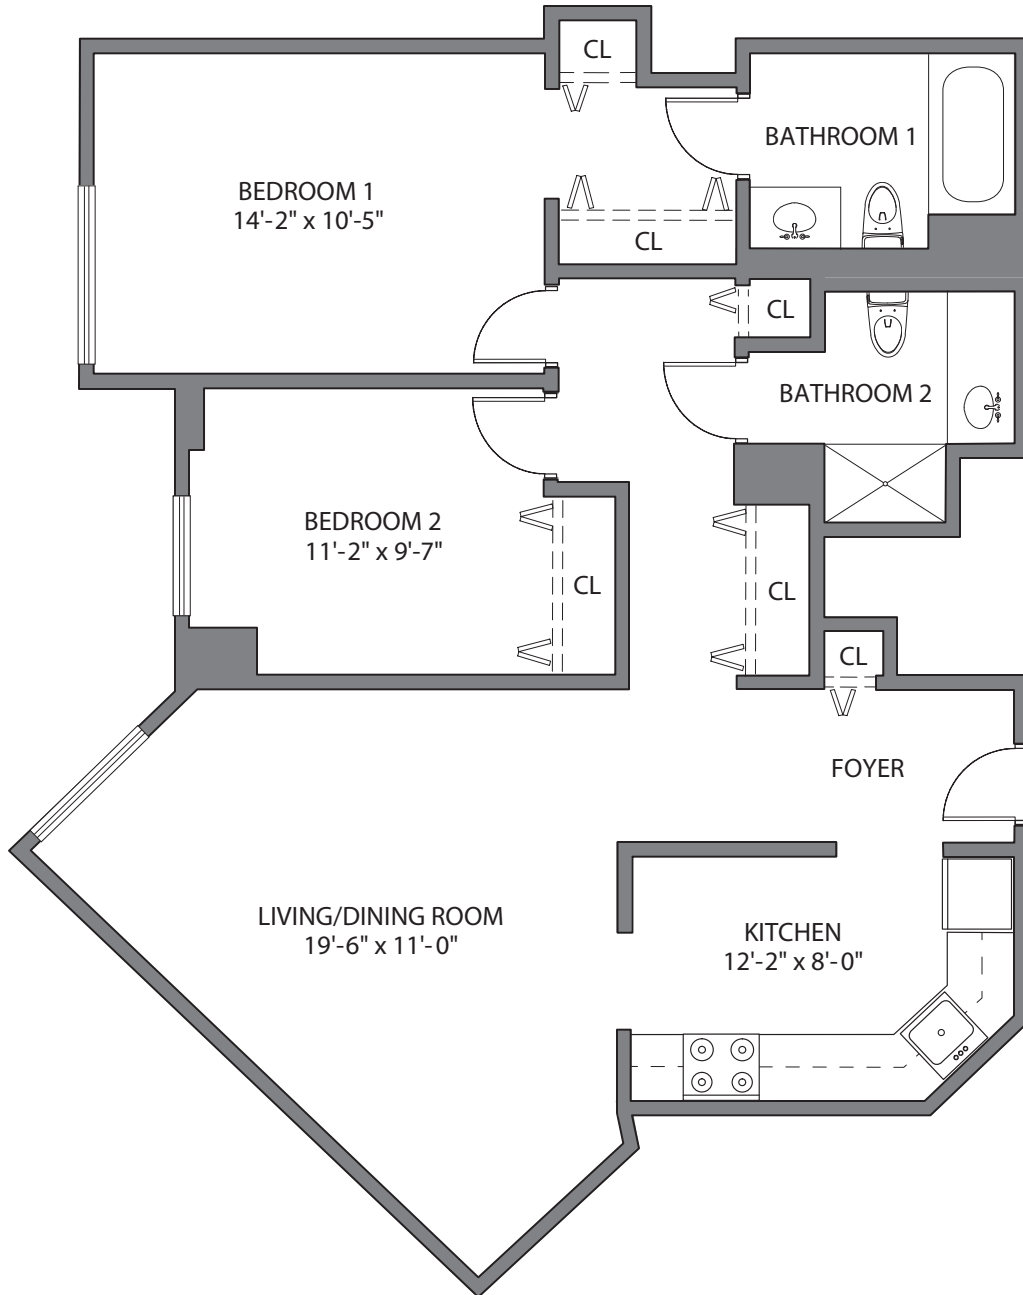 CL
BATHROOM 1
BEDROOM 1
14'-2" x 10'-5"
CL
CL
BATHROOM 2
BEDROOM 2
11'-2" x 9'-7"
CL
CL
CL
FOYER
LIVING/DINING ROOM
19'-6" x 11'-0"
KITCHEN
12'-2" x 8'-0"